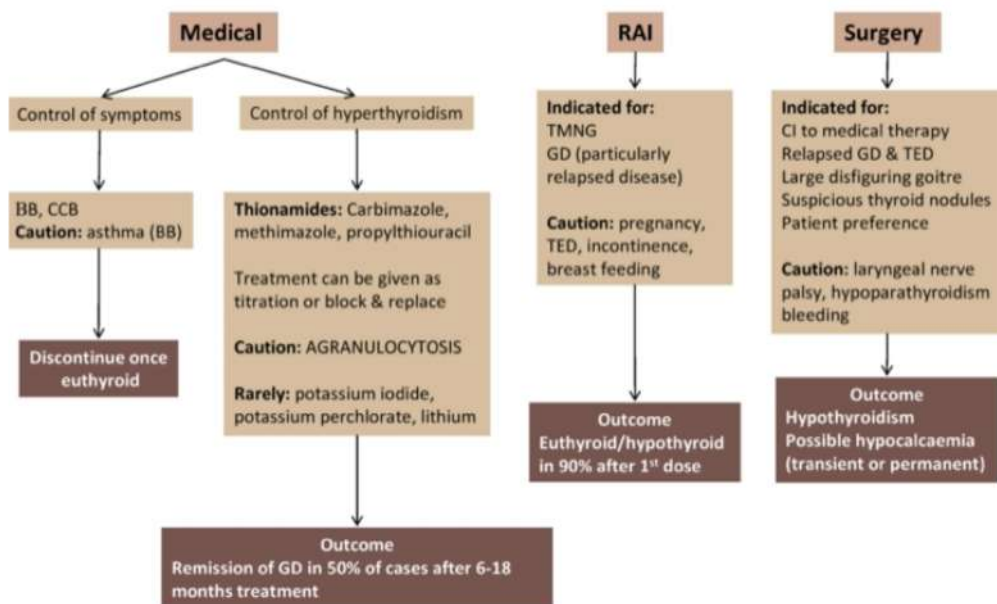 Medical
Control of symptoms
BB, CCB
Caution: asthma (BB)
Discontinue once
euthyroid
Control of hyperthyroidism
Thionamides: Carbimazole,
methimazole, propylthiouracil
Treatment can be given as
titration or block & replace
Caution: AGRANULOCYTOSIS
Rarely: potassium iodide,
potassium perchlorate, lithium
Outcome
Remission of GD in 50% of cases after 6-18
months treatment
RAI
Indicated for:
TMNG
GD (particularly
relapsed disease)
Caution: pregnancy,
TED, incontinence,
breast feeding
Outcome
Euthyroid/hypothyroid
in 90% after 1st dose
Surgery
Indicated for:
CI to medical therapy
Relapsed GD & TED
Large disfiguring goitre
Suspicious thyroid nodules
Patient preference
Caution: laryngeal nerve
palsy, hypoparathyroidism
bleeding
Outcome
Hypothyroidism
Possible hypocalcaemia
(transient or permanent)